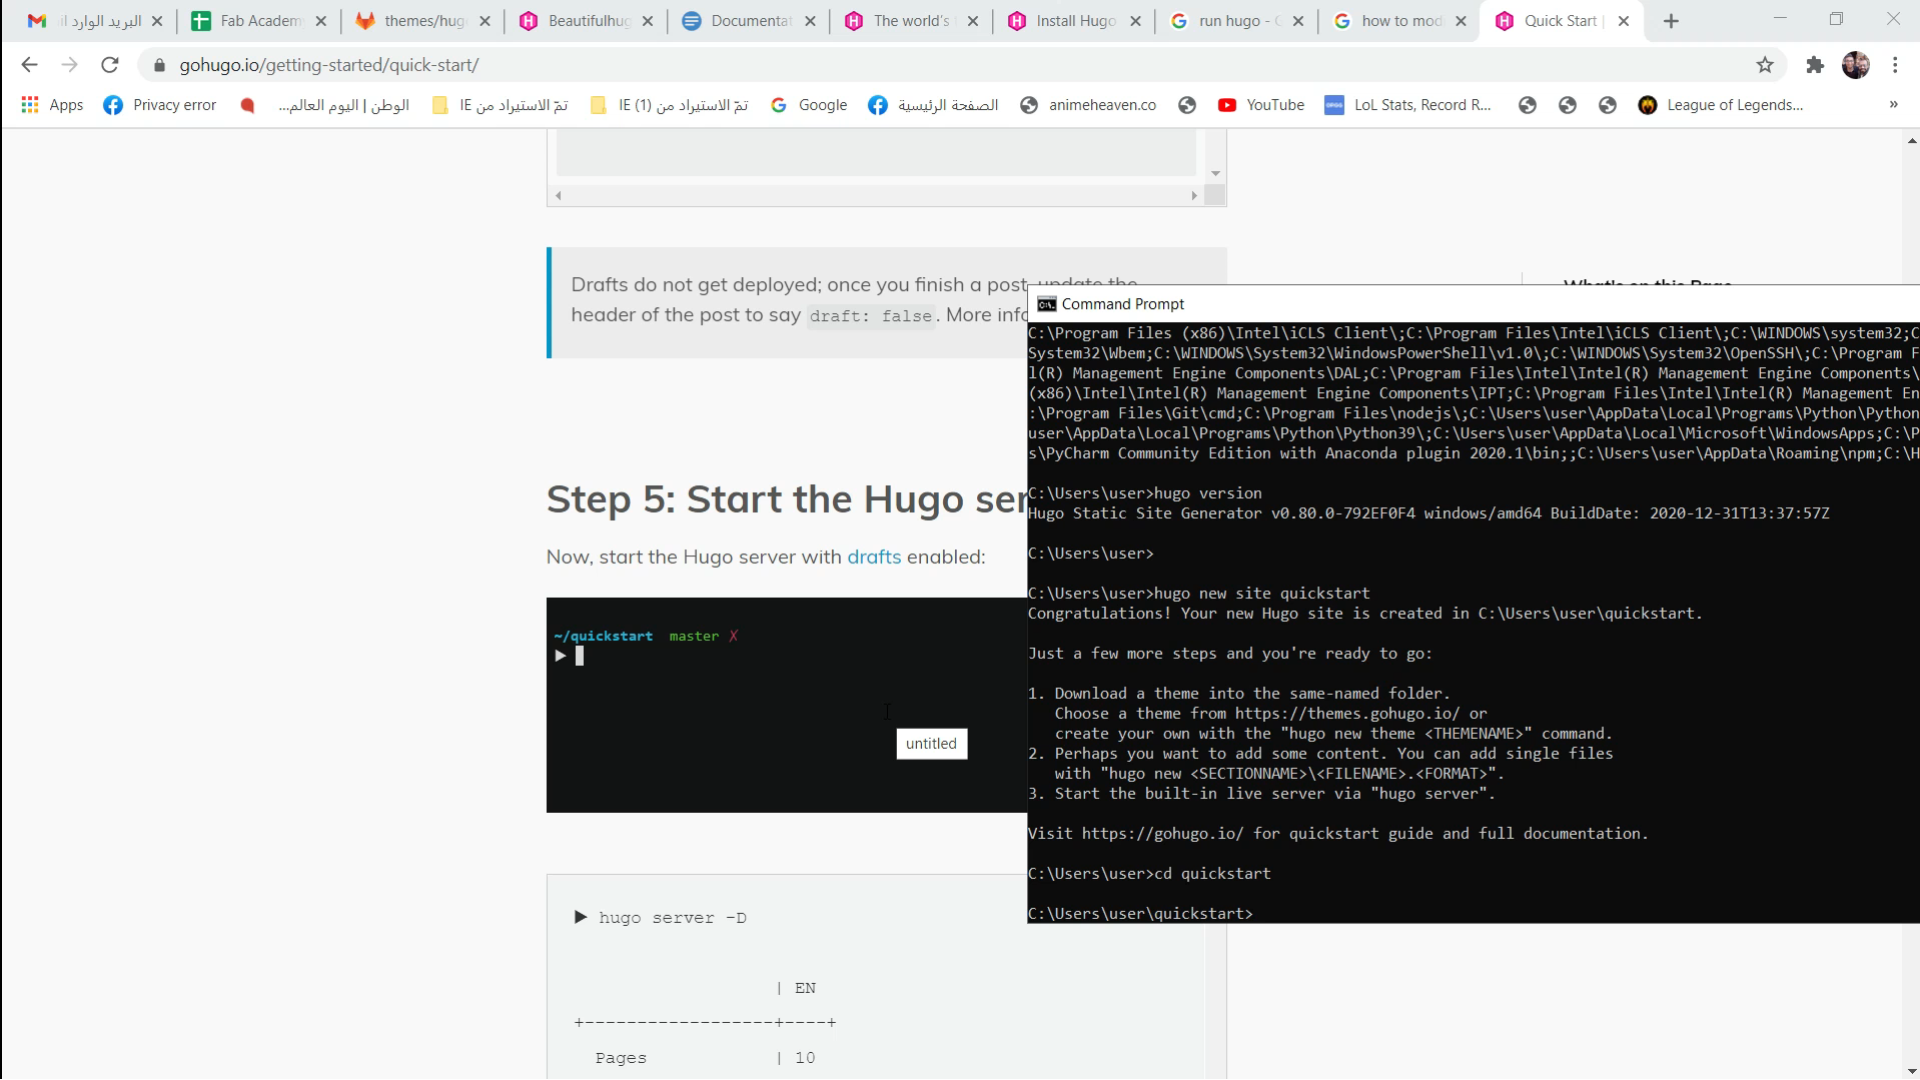 البريد الوارد
Fab Academ
themes/hug
Beautifulhug
Documentat
The world's
Install Hugo
run hugo - G
how to mod
Quick Start |
gohugo.io/getting-started/quick-start/
Apps
Privacy error
الوطن | اليوم العالم...
تمّ الاستيراد من IE
تمّ الاستيراد من IE (1)
Google
الصفحة الرئيسية
animeheaven.co
YouTube
LoL Stats, Record R...
League of Legends...
»
Drafts do not get deployed; once you finish a post, update the
header of the post to say draft: false. More info
What's on this Page
Step 5: Start the Hugo ser
Now, start the Hugo server with drafts enabled:
~/quickstart master X
untitled
▶ hugo server -D
| EN
+------------------+----+
Pages | 10
Command Prompt
C:\Program Files (x86)\Intel\iCLS Client\;C:\Program Files\Intel\iCLS Client\;C:\WINDOWS\system32;C
System32\Wbem;C:\WINDOWS\System32\WindowsPowerShell\v1.0\;C:\WINDOWS\System32\OpenSSH\;C:\Program F
l(R) Management Engine Components\DAL;C:\Program Files\Intel\Intel(R) Management Engine Components\
(x86)\Intel\Intel(R) Management Engine Components\IPT;C:\Program Files\Intel\Intel(R) Management En
:\Program Files\Git\cmd;C:\Program Files\nodejs\;C:\Users\user\AppData\Local\Programs\Python\Python
user\AppData\Local\Programs\Python\Python39\;C:\Users\user\AppData\Local\Microsoft\WindowsApps;C:\P
s\PyCharm Community Edition with Anaconda plugin 2020.1\bin;;C:\Users\user\AppData\Roaming\npm;C:\H
C:\Users\user>hugo version
Hugo Static Site Generator v0.80.0-792EF0F4 windows/amd64 BuildDate: 2020-12-31T13:37:57Z
C:\Users\user>
C:\Users\user>hugo new site quickstart
Congratulations! Your new Hugo site is created in C:\Users\user\quickstart.
Just a few more steps and you're ready to go:
1. Download a theme into the same-named folder.
Choose a theme from https://themes.gohugo.io/ or
create your own with the "hugo new theme <THEMENAME>" command.
2. Perhaps you want to add some content. You can add single files
with "hugo new <SECTIONNAME>\<FILENAME>.<FORMAT>".
3. Start the built-in live server via "hugo server".
Visit https://gohugo.io/ for quickstart guide and full documentation.
C:\Users\user>cd quickstart
C:\Users\user\quickstart>